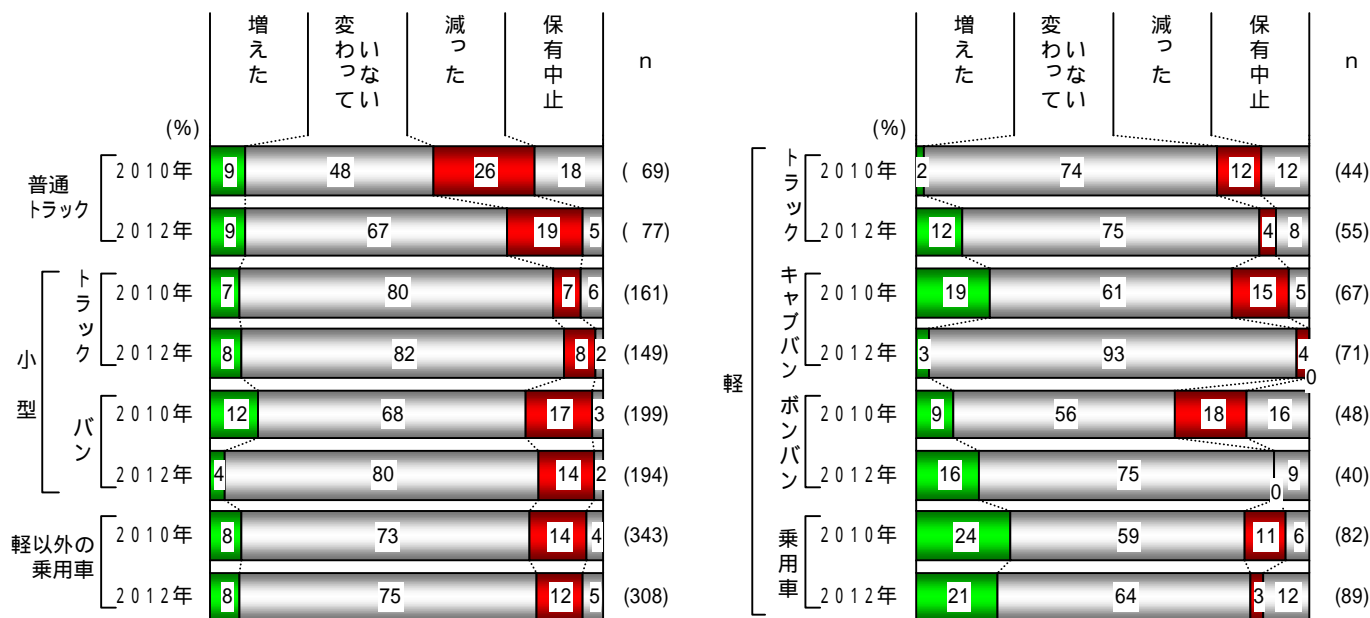 増えた
変わって
いない
減った
保有中止
n
(%)
普通
トラック
2010年 9 48 26 18 ( 69)
2012年 9 67 19 5 ( 77)
小型
トラック
2010年 7 80 7 6 (161)
2012年 8 82 8 2 (149)
バン
2010年 12 68 17 3 (199)
2012年 4 80 14 2 (194)
軽以外の
乗用車
2010年 8 73 14 4 (343)
2012年 8 75 12 5 (308)
増えた
変わって
いない
減った
保有中止
n
(%)
軽
トラック
2010年 2 74 12 12 (44)
2012年 12 75 4 8 (55)
キャブバン
2010年 19 61 15 5 (67)
2012年 3 93 4 0 (71)
ボンバン
2010年 9 56 18 16 (48)
2012年 16 75 0 9 (40)
乗用車
2010年 24 59 11 6 (82)
2012年 21 64 3 12 (89)